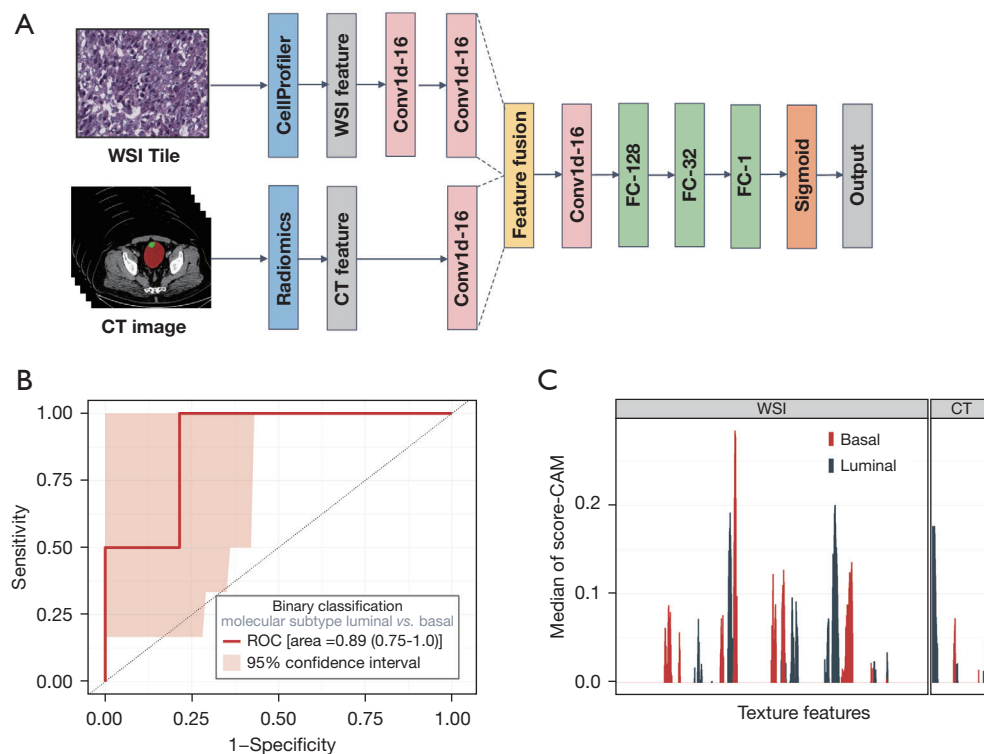 A
WSI Tile
CellProfiler
WSI feature
Conv1d-16
Conv1d-16
CT image
Radiomics
CT feature
Conv1d-16
Feature fusion
Conv1d-16
FC-128
FC-32
FC-1
Sigmoid
Output
B
Sensitivity
1.00
0.75
0.50
0.25
0.00
Binary classification
molecular subtype luminal vs. basal
ROC [area =0.89 (0.75-1.0)]
95% confidence interval
0.00 0.25 0.50 0.75 1.00
1–Specificity
C
WSI CT
Basal
Luminal
Median of score-CAM
0.2
0.1
0.0
Texture features